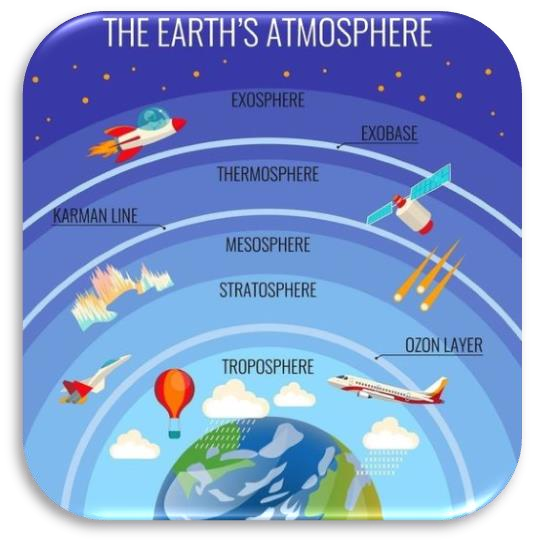 THE EARTH'S ATMOSPHERE
EXOSPHERE
EXOBASE
THERMOSPHERE
KARMAN LINE
MESOSPHERE
STRATOSPHERE
OZON LAYER
TROPOSPHERE